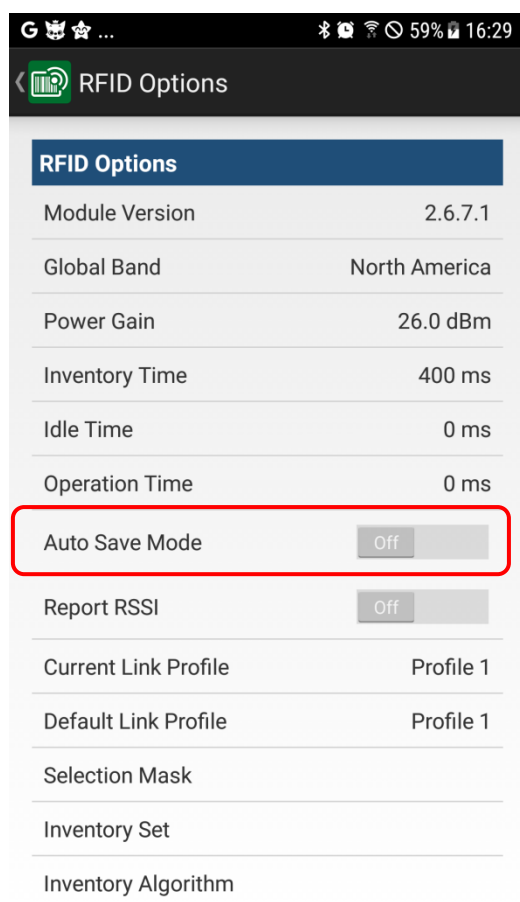 G ... 59% 16:29
RFID Options
RFID Options
Module Version 2.6.7.1
Global Band North America
Power Gain 26.0 dBm
Inventory Time 400 ms
Idle Time 0 ms
Operation Time 0 ms
Auto Save Mode Off
Report RSSI Off
Current Link Profile Profile 1
Default Link Profile Profile 1
Selection Mask
Inventory Set
Inventory Algorithm